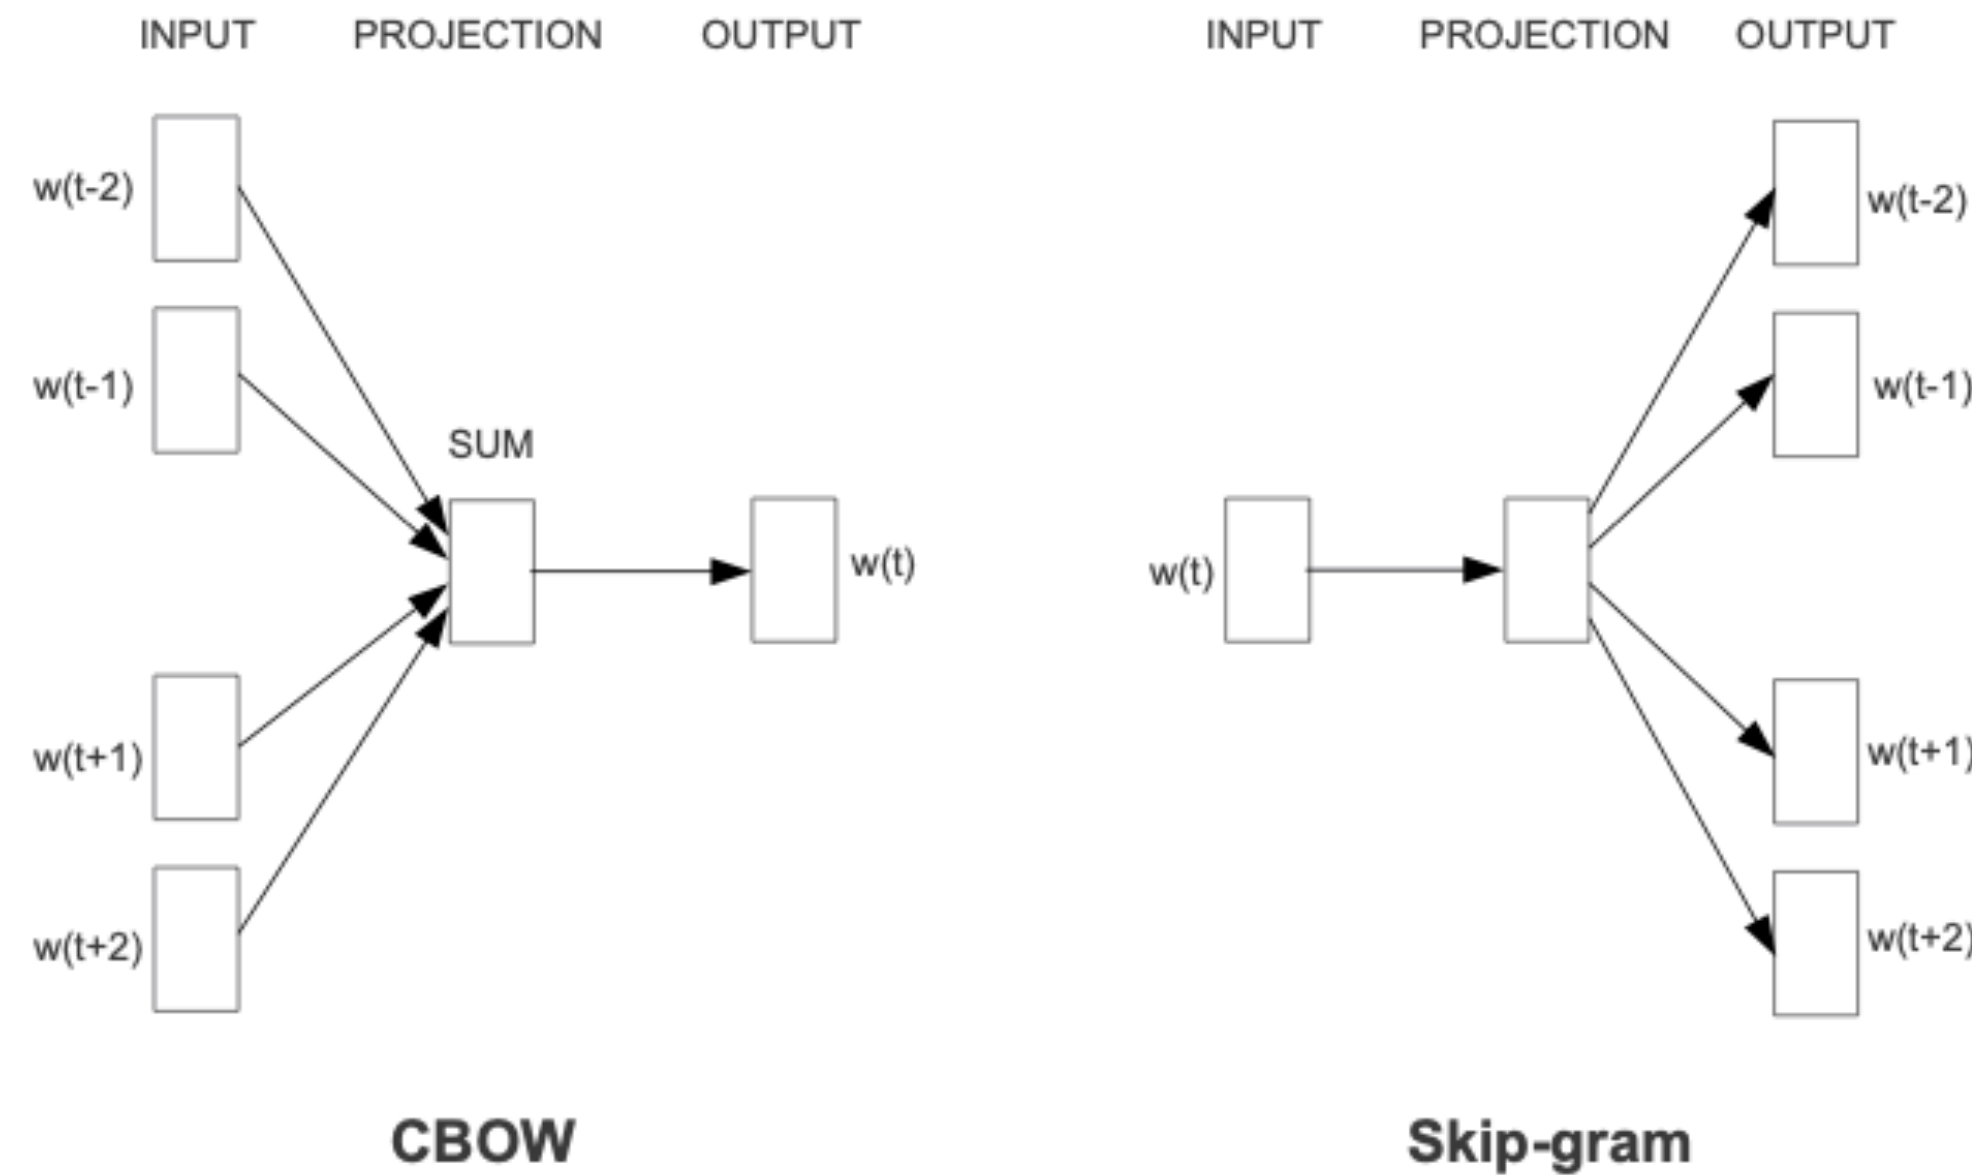 INPUT PROJECTION OUTPUT
w(t-2)
w(t-1)
SUM
w(t)
w(t+1)
w(t+2)
CBOW
INPUT PROJECTION OUTPUT
w(t-2)
w(t-1)
w(t)
w(t+1)
w(t+2)
Skip-gram